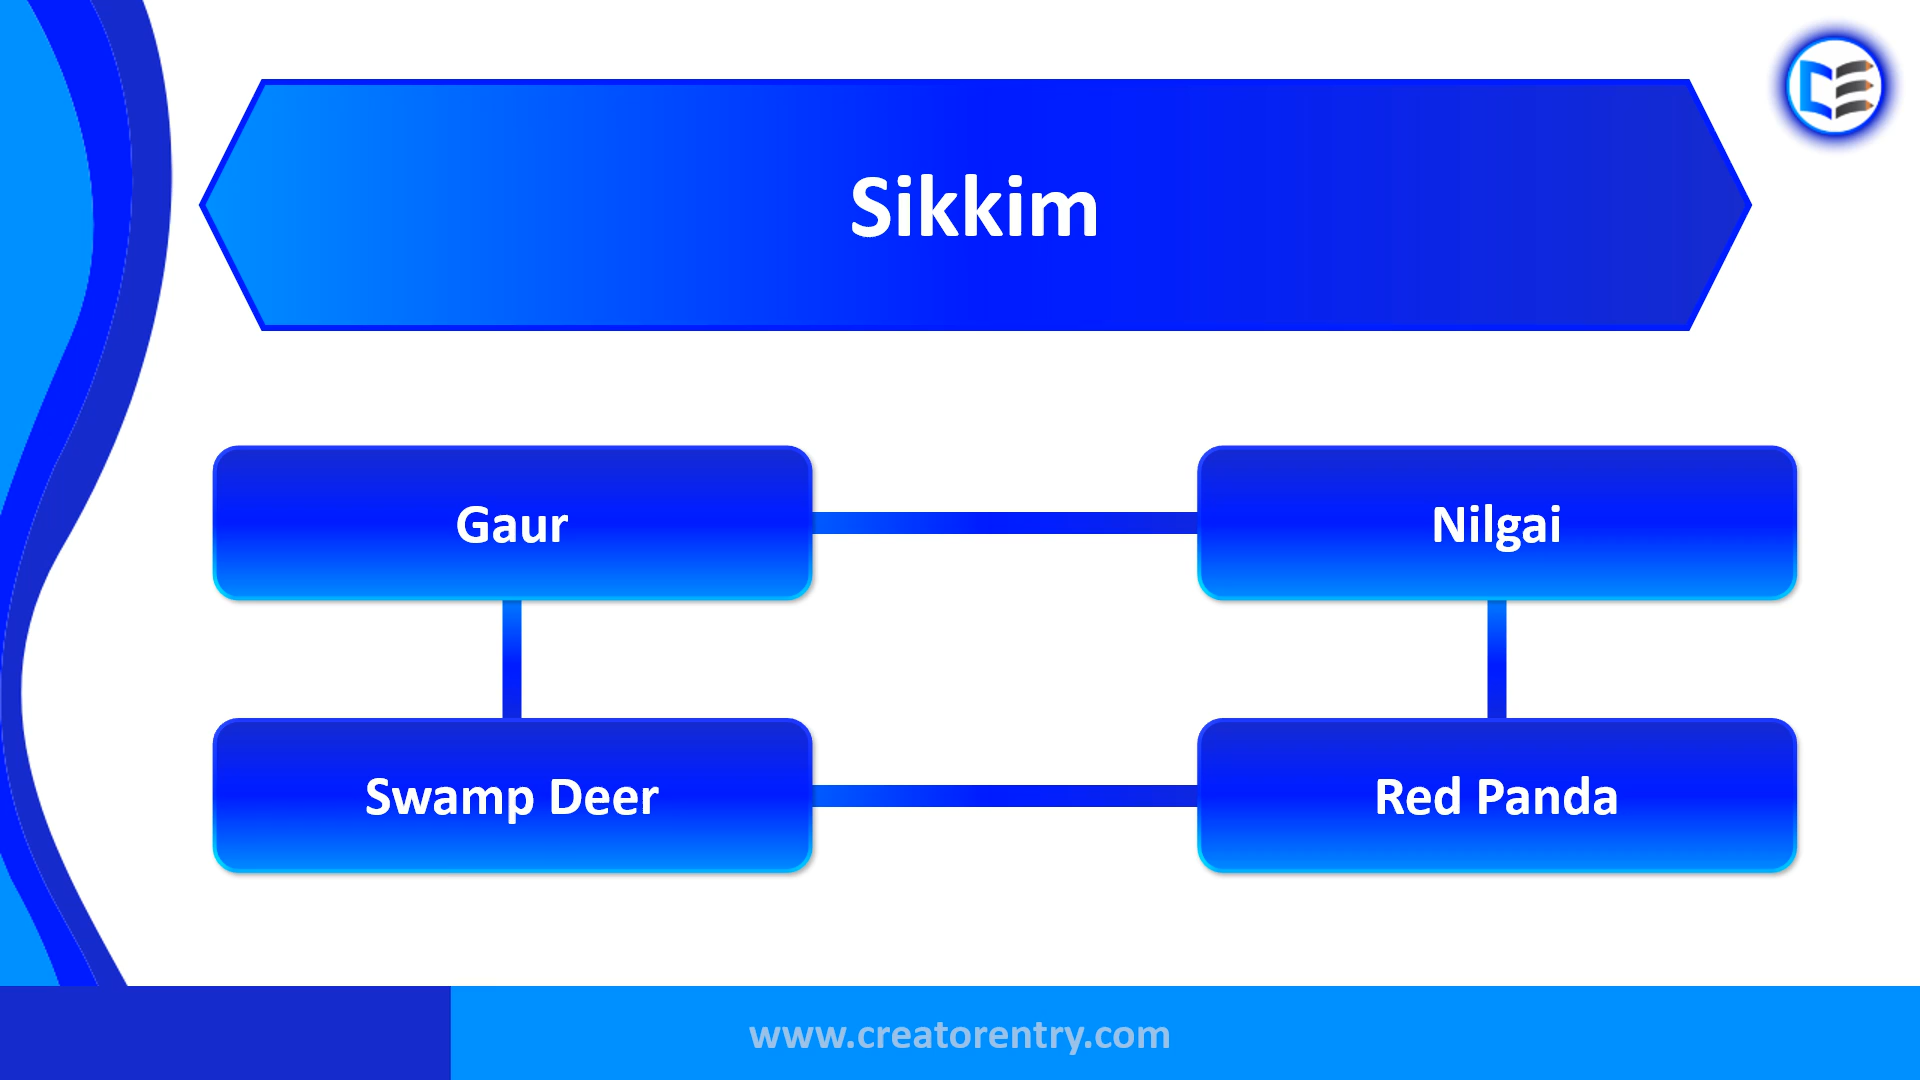 Sikkim
Gaur
Nilgai
Swamp Deer
Red Panda
www.creatorentry.com